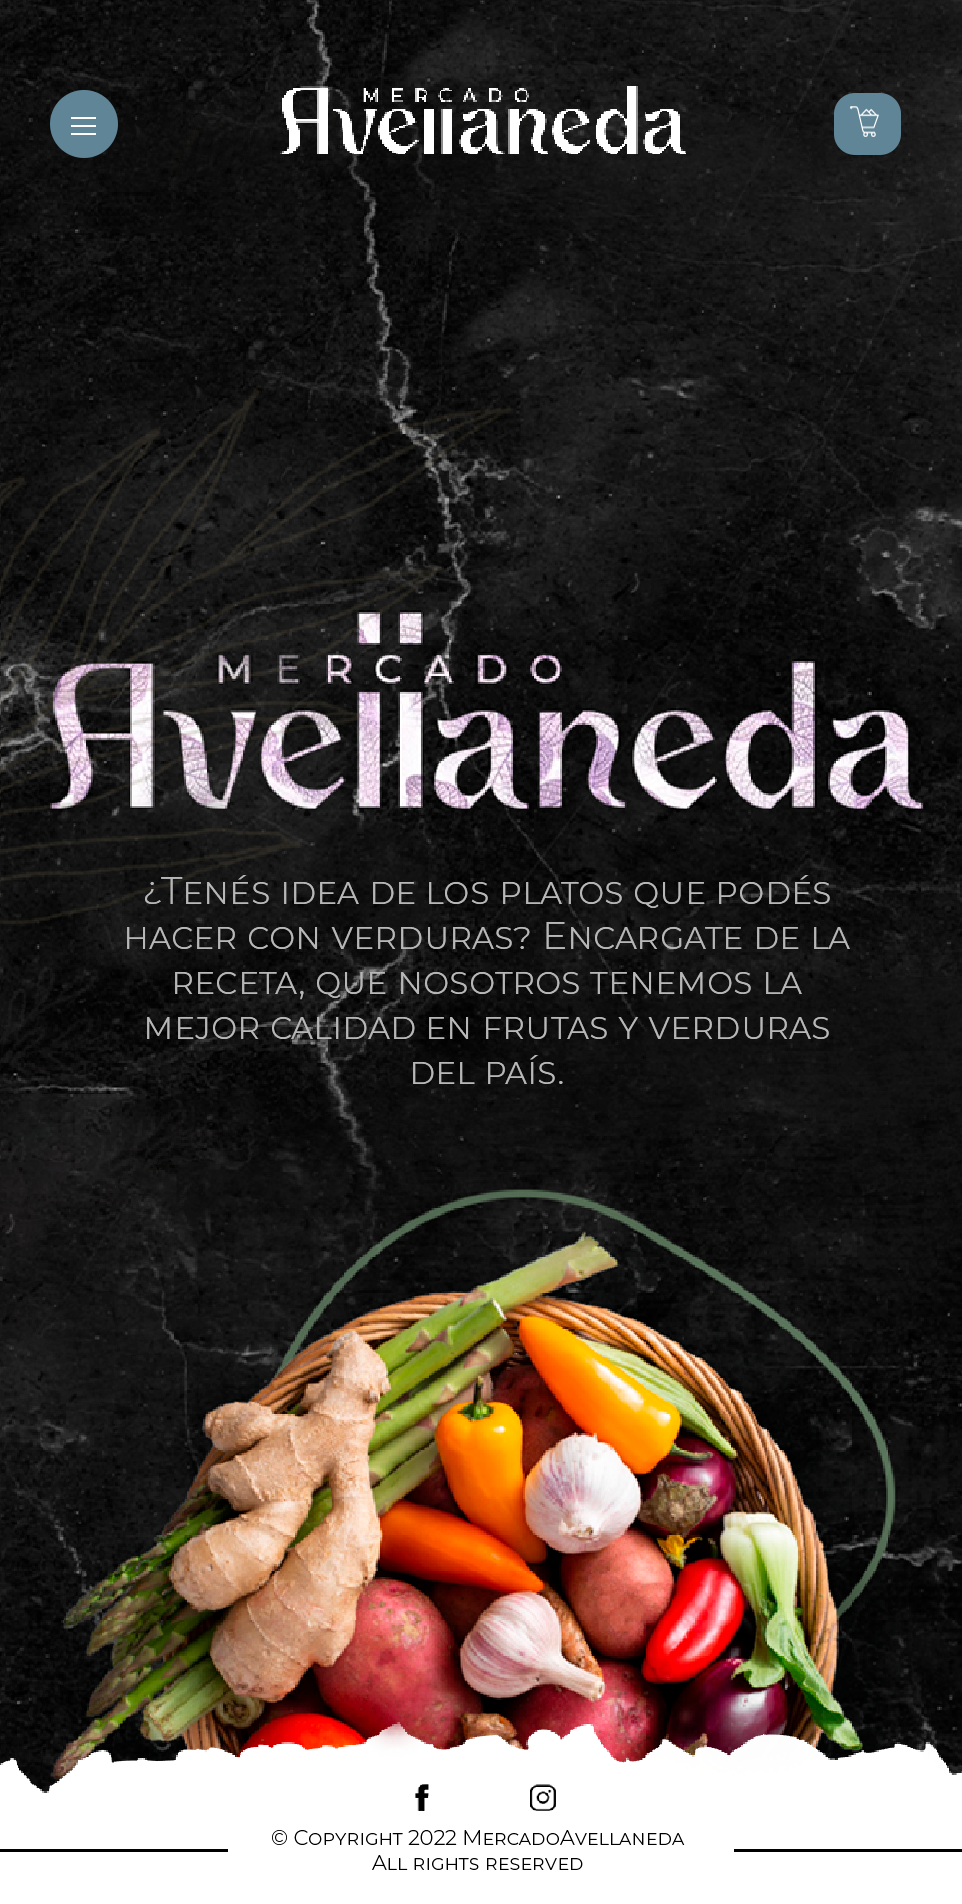 MERCADO
Avellaneda
MERCADO
Avellaneda
¿Tenés idea de los platos que podés
hacer con verduras? Encargate de la
receta, que nosotros tenemos la
mejor calidad en frutas y verduras
del país.
© Copyright 2022 MercadoAvellaneda
All rights reserved